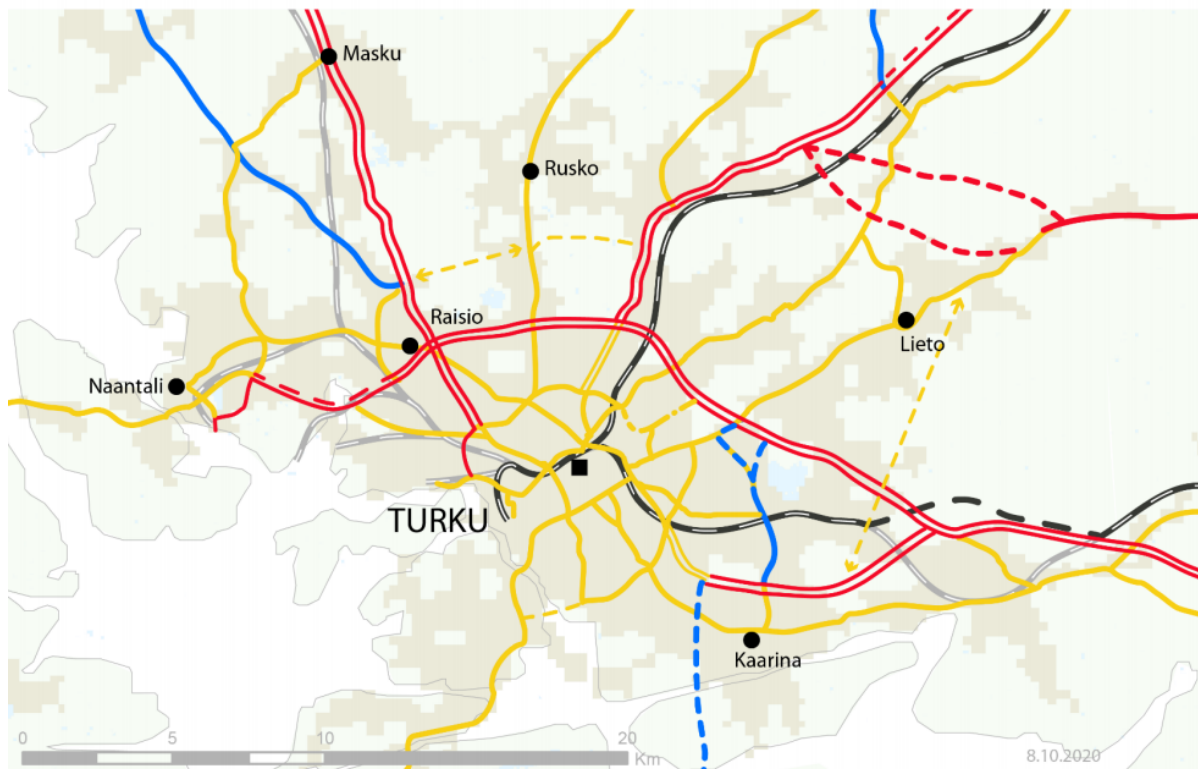 Masku
Rusko
Raisio
Lieto
Naantali
TURKU
Kaarina
0 5 10 20
Km
8.10.2020